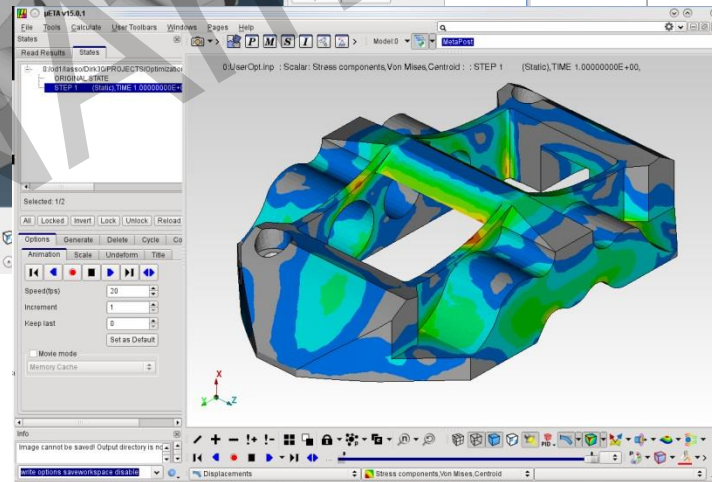 μETA v15.0.1
File Tools Calculate User Toolbars Windows Pages Help
States
P M S I Model:0 MetaPost
Read Results States
ORIGINAL STATE
STEP 1 (Static),TIME 1.00000000E+0
0:UserOpt.inp : Scalar: Stress components,Von Mises,Centroid : : STEP 1 (Static),TIME 1.00000000E+00,
Selected: 1/2
All Locked Invert Lock Unlock Reload
Options Generate Delete Cycle Co
Animation Scale Undeform Title
Speed(fps) 20
Increment 1
Keep last 0
Set as Default
Movie mode
Memory Cache
X
Y Z
Info
Image cannot be saved! Output directory is no
write options saveworkspace disable
Displacements
Stress components,Von Mises,Centroid